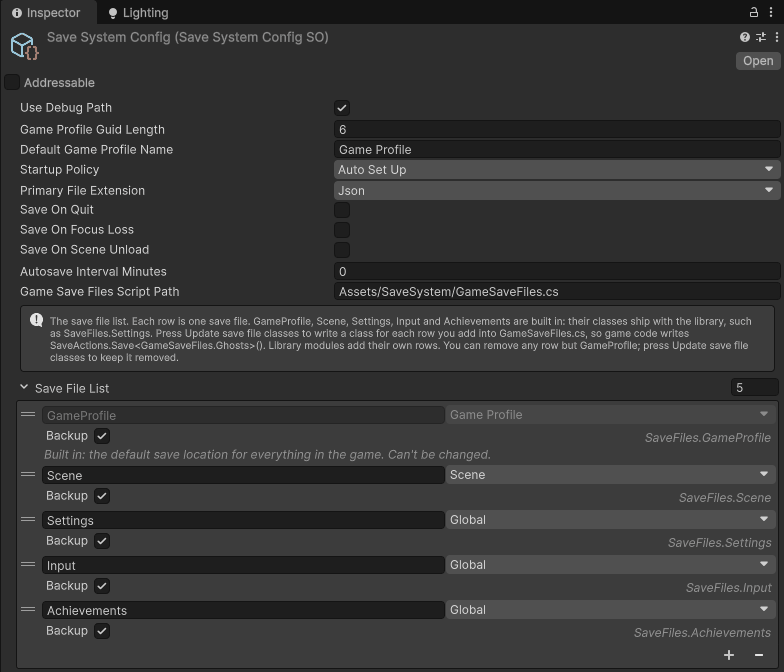 Inspector
Lighting
Save System Config (Save System Config SO)
Open
Addressable
Use Debug Path
Game Profile Guid Length 6
Default Game Profile Name Game Profile
Startup Policy Auto Set Up
Primary File Extension Json
Save On Quit
Save On Focus Loss
Save On Scene Unload
Autosave Interval Minutes 0
Game Save Files Script Path Assets/SaveSystem/GameSaveFiles.cs
The save file list. Each row is one save file. GameProfile, Scene, Settings, Input and Achievements are built in: their classes ship with the library, such
as SaveFiles.Settings. Press Update save file classes to write a class for each row you add into GameSaveFiles.cs, so game code writes
SaveActions.Save<GameSaveFiles.Ghosts>(). Library modules add their own rows. You can remove any row but GameProfile; press Update save file
classes to keep it removed.
Save File List 5
GameProfile Game Profile
Backup SaveFiles.GameProfile
Built in: the default save location for everything in the game. Can't be changed.
Scene Scene
Backup SaveFiles.Scene
Settings Global
Backup SaveFiles.Settings
Input Global
Backup SaveFiles.Input
Achievements Global
Backup SaveFiles.Achievements